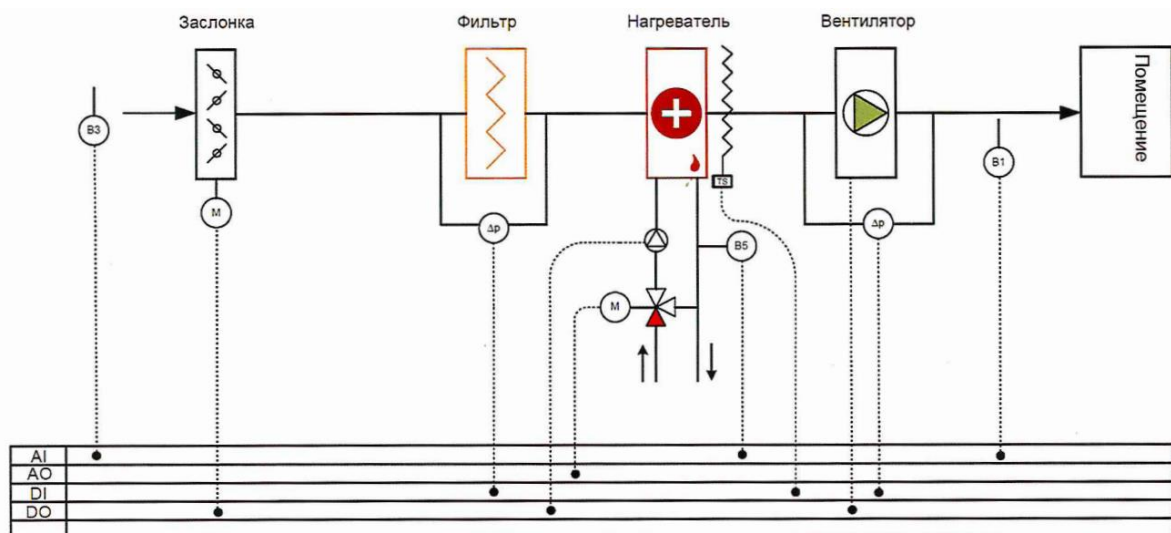 Заслонка
Фильтр
Нагреватель
Вентилятор
Помещение
B3
B1
M
Δp
TS
B5
Δp
M
AI
AO
DI
DO